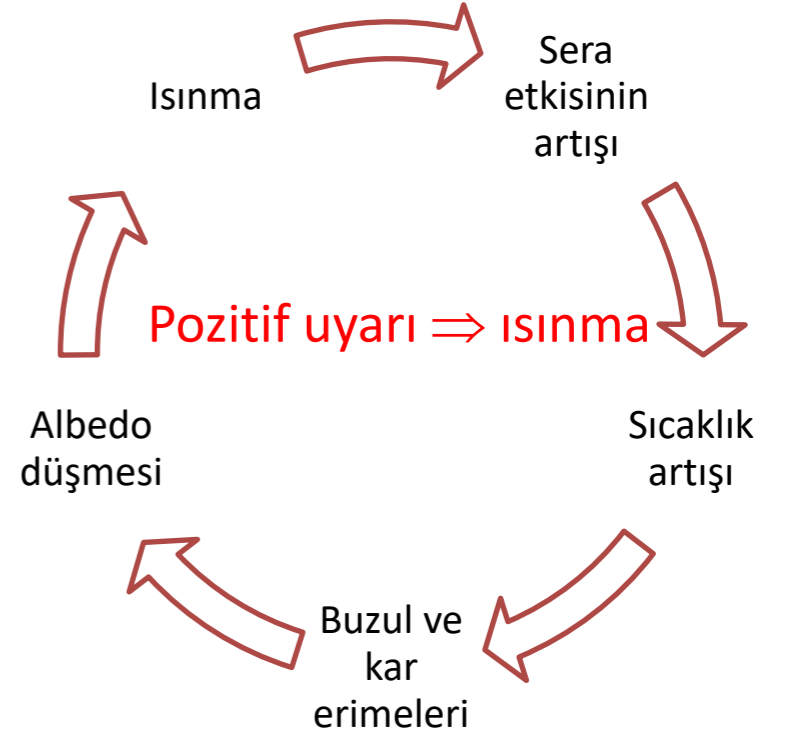 Isınma
Sera
etkisinin
artışı
Pozitif uyarı ⇒ ısınma
Sıcaklık
artışı
Buzul ve
kar
erimeleri
Albedo
düşmesi